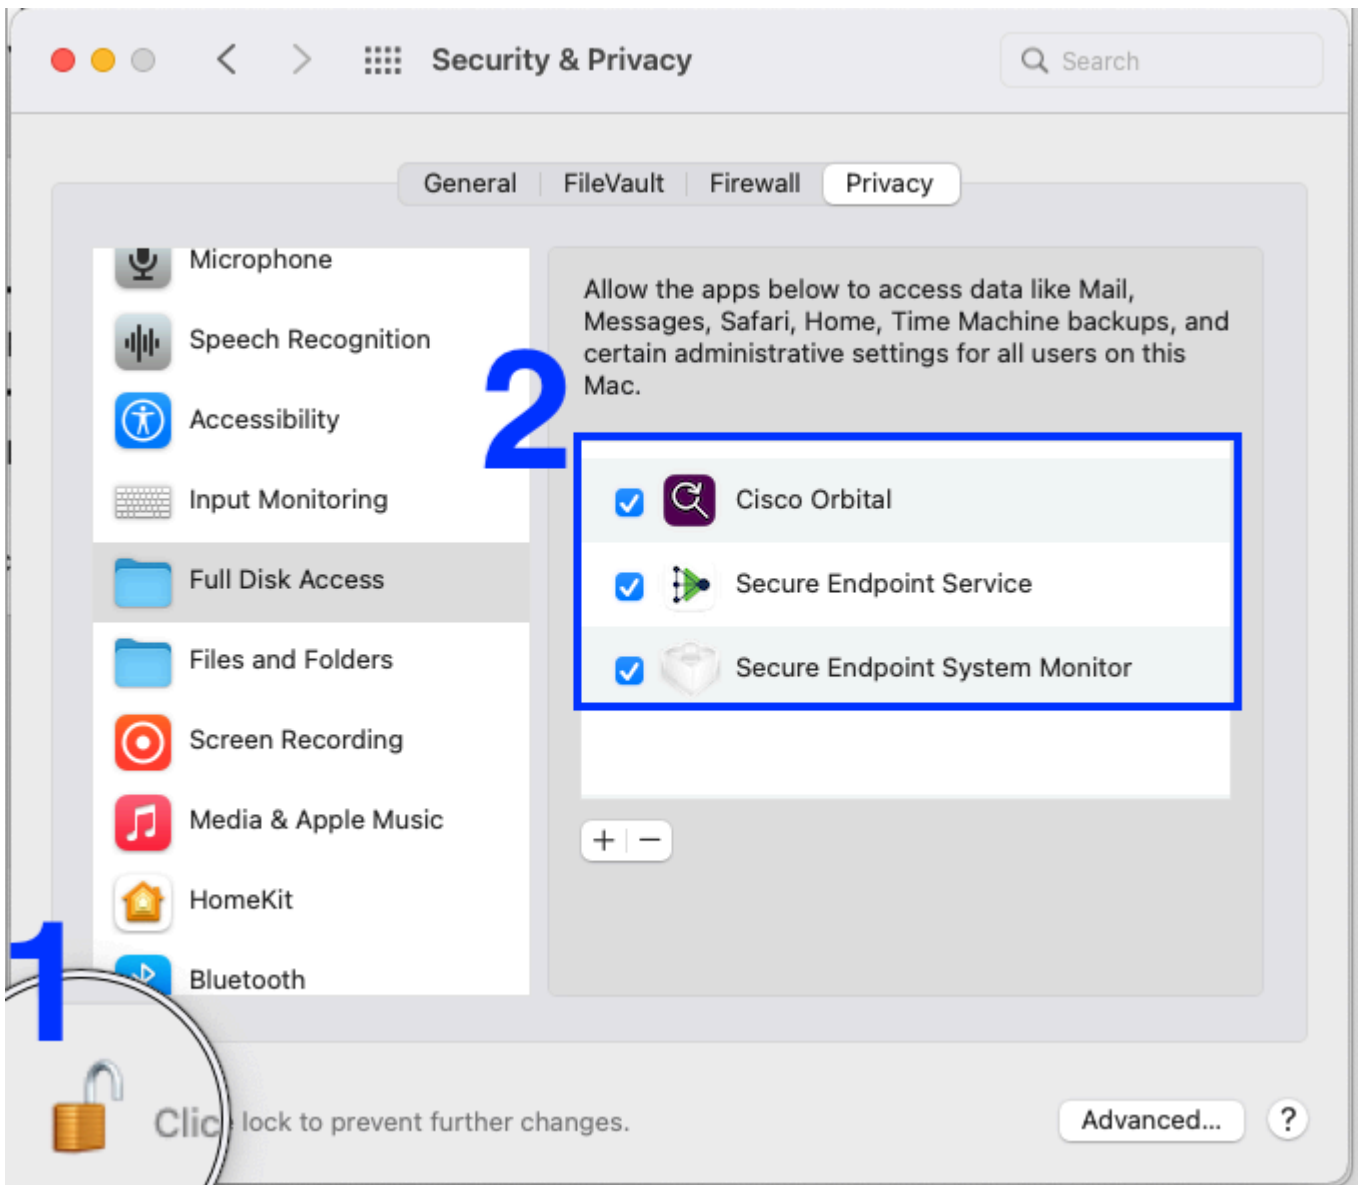 Security & Privacy
Search
General
FileVault
Firewall
Privacy
Microphone
Speech Recognition
Accessibility
Input Monitoring
Full Disk Access
Files and Folders
Screen Recording
Media & Apple Music
HomeKit
Bluetooth
2
Allow the apps below to access data like Mail,
Messages, Safari, Home, Time Machine backups, and
certain administrative settings for all users on this
Mac.
Cisco Orbital
Secure Endpoint Service
Secure Endpoint System Monitor
+ −
1
Clic lock to prevent further changes.
Advanced...
?